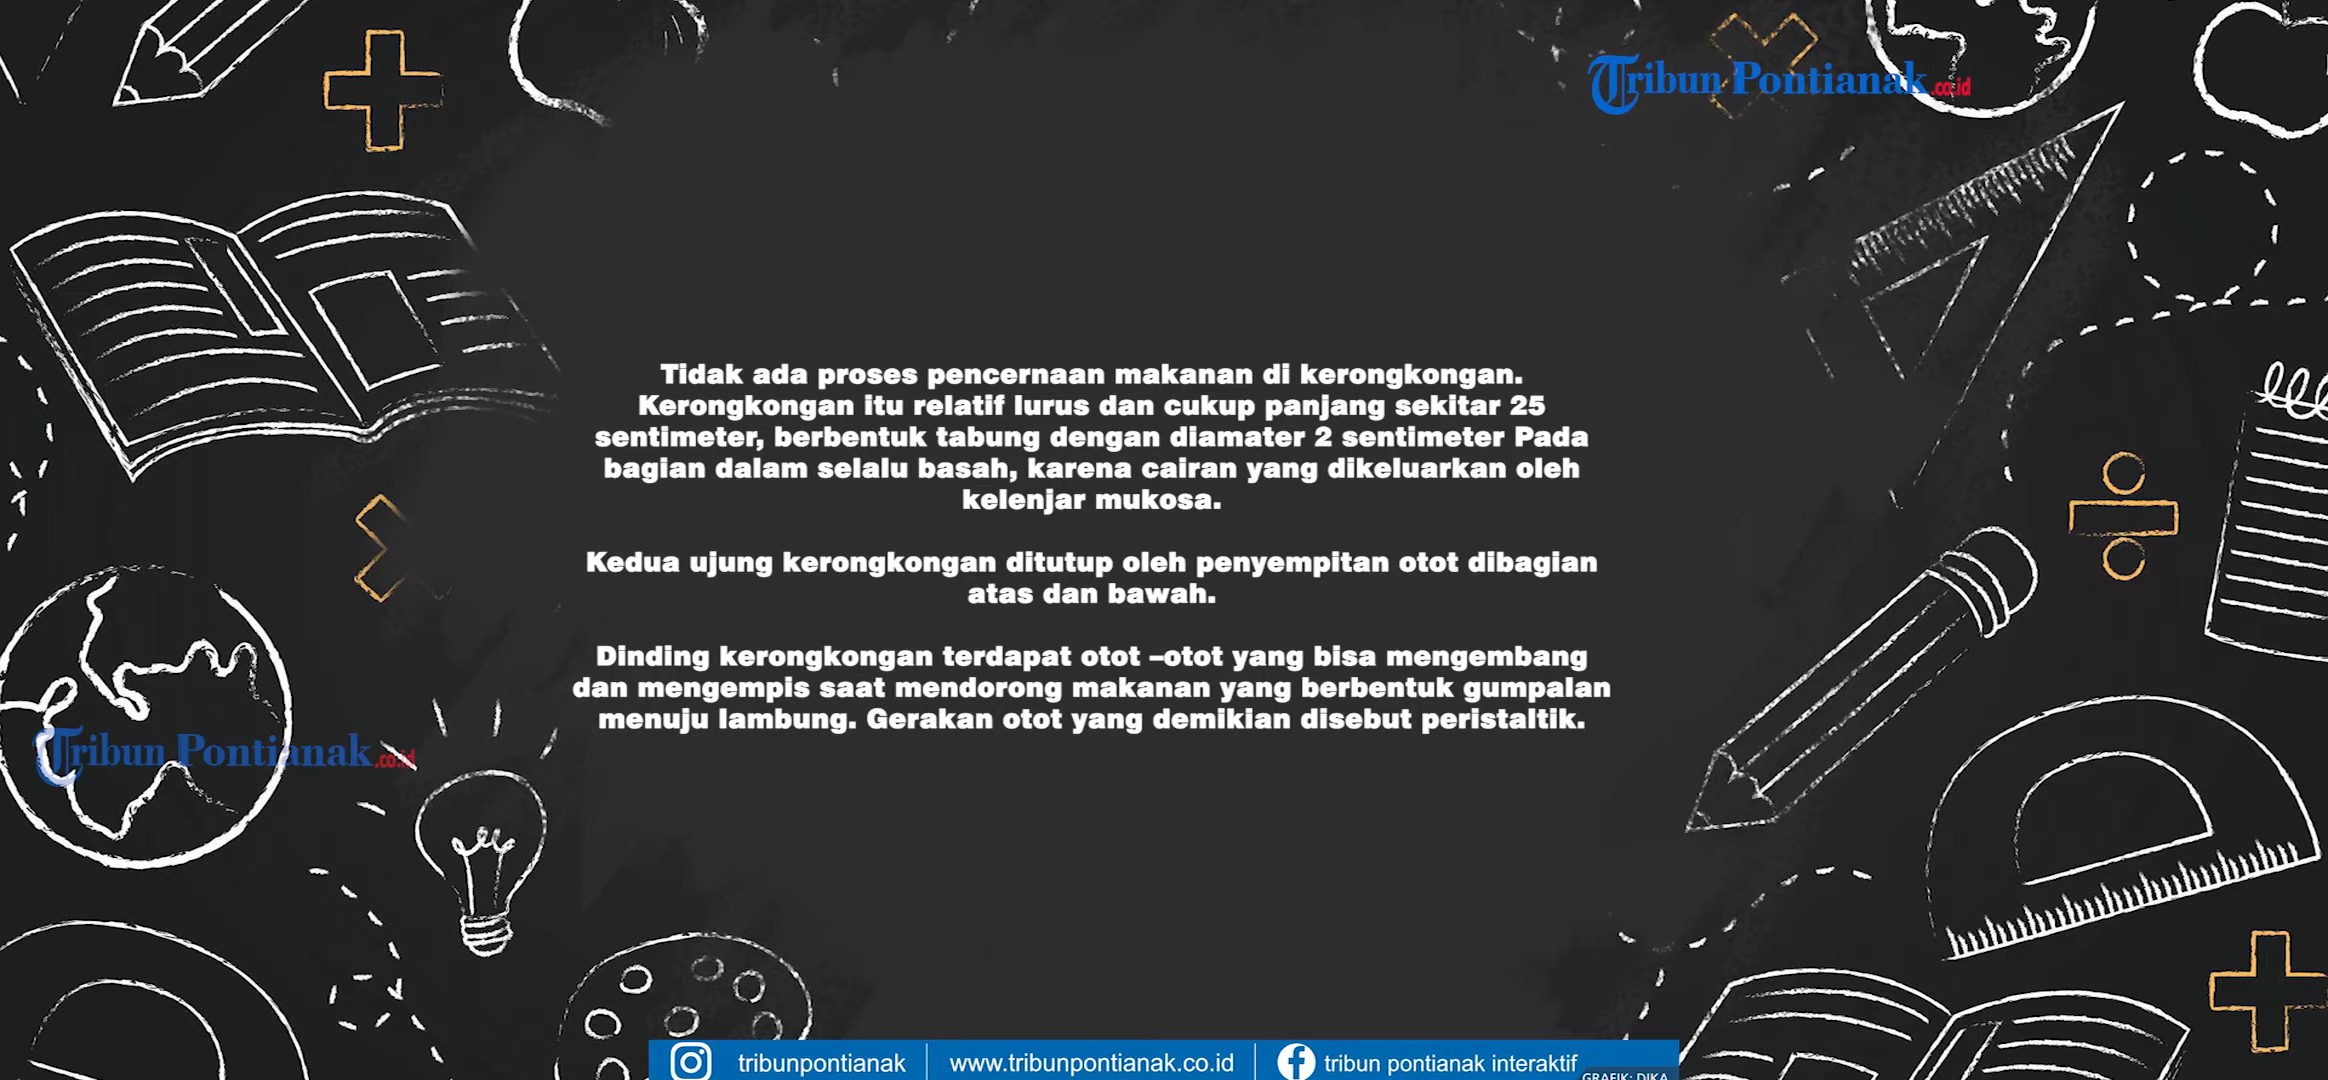 Tribun Pontianak.co.id
Tidak ada proses pencernaan makanan di kerongkongan.
Kerongkongan itu relatif lurus dan cukup panjang sekitar 25
sentimeter, berbentuk tabung dengan diamater 2 sentimeter Pada
bagian dalam selalu basah, karena cairan yang dikeluarkan oleh
kelenjar mukosa.
Kedua ujung kerongkongan ditutup oleh penyempitan otot dibagian
atas dan bawah.
Dinding kerongkongan terdapat otot –otot yang bisa mengembang
dan mengempis saat mendorong makanan yang berbentuk gumpalan
menuju lambung. Gerakan otot yang demikian disebut peristaltik.
Tribun Pontianak.co.id
tribunpontianak
www.tribunpontianak.co.id
tribun pontianak interaktif
GRAFIK: DIKA